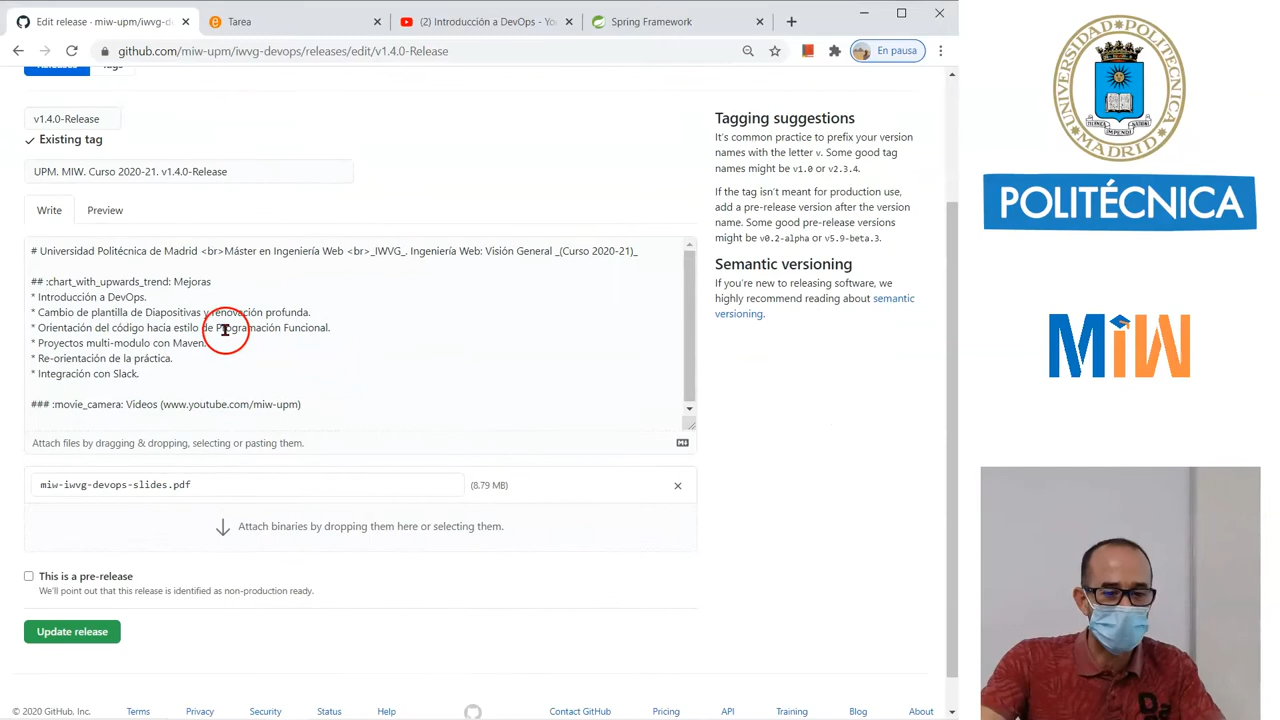 Edit release - miw-upm/iwvg-dev
Tarea
(2) Introducción a DevOps - Yo
Spring Framework
github.com/miw-upm/iwvg-devops/releases/edit/v1.4.0-Release
En pausa
Releases
Tags
v1.4.0-Release
Existing tag
UPM. MIW. Curso 2020-21. v1.4.0-Release
Write
Preview
# Universidad Politécnica de Madrid <br>Máster en Ingeniería Web <br>_IWVG_. Ingeniería Web: Visión General _(Curso 2020-21)_
## :chart_with_upwards_trend: Mejoras
* Introducción a DevOps.
* Cambio de plantilla de Diapositivas y renovación profunda.
* Orientación del código hacia estilo de Programación Funcional.
* Proyectos multi-modulo con Maven.
* Re-orientación de la práctica.
* Integración con Slack.
### :movie_camera: Videos (www.youtube.com/miw-upm)
Attach files by dragging & dropping, selecting or pasting them.
miw-iwvg-devops-slides.pdf
(8.79 MB)
Attach binaries by dropping them here or selecting them.
This is a pre-release
We'll point out that this release is identified as non-production ready.
Update release
Tagging suggestions
It's common practice to prefix your version
names with the letter v. Some good tag
names might be v1.0 or v2.3.4.
If the tag isn't meant for production use,
add a pre-release version after the version
name. Some good pre-release versions
might be v0.2-alpha or v5.9-beta.3.
Semantic versioning
If you're new to releasing software, we
highly recommend reading about semantic
versioning.
© 2020 GitHub, Inc.
Terms
Privacy
Security
Status
Help
Contact GitHub
Pricing
API
Training
Blog
About
UNIVERSIDAD POLITÉCNICA
MADRID
POLITÉCNICA
MiW